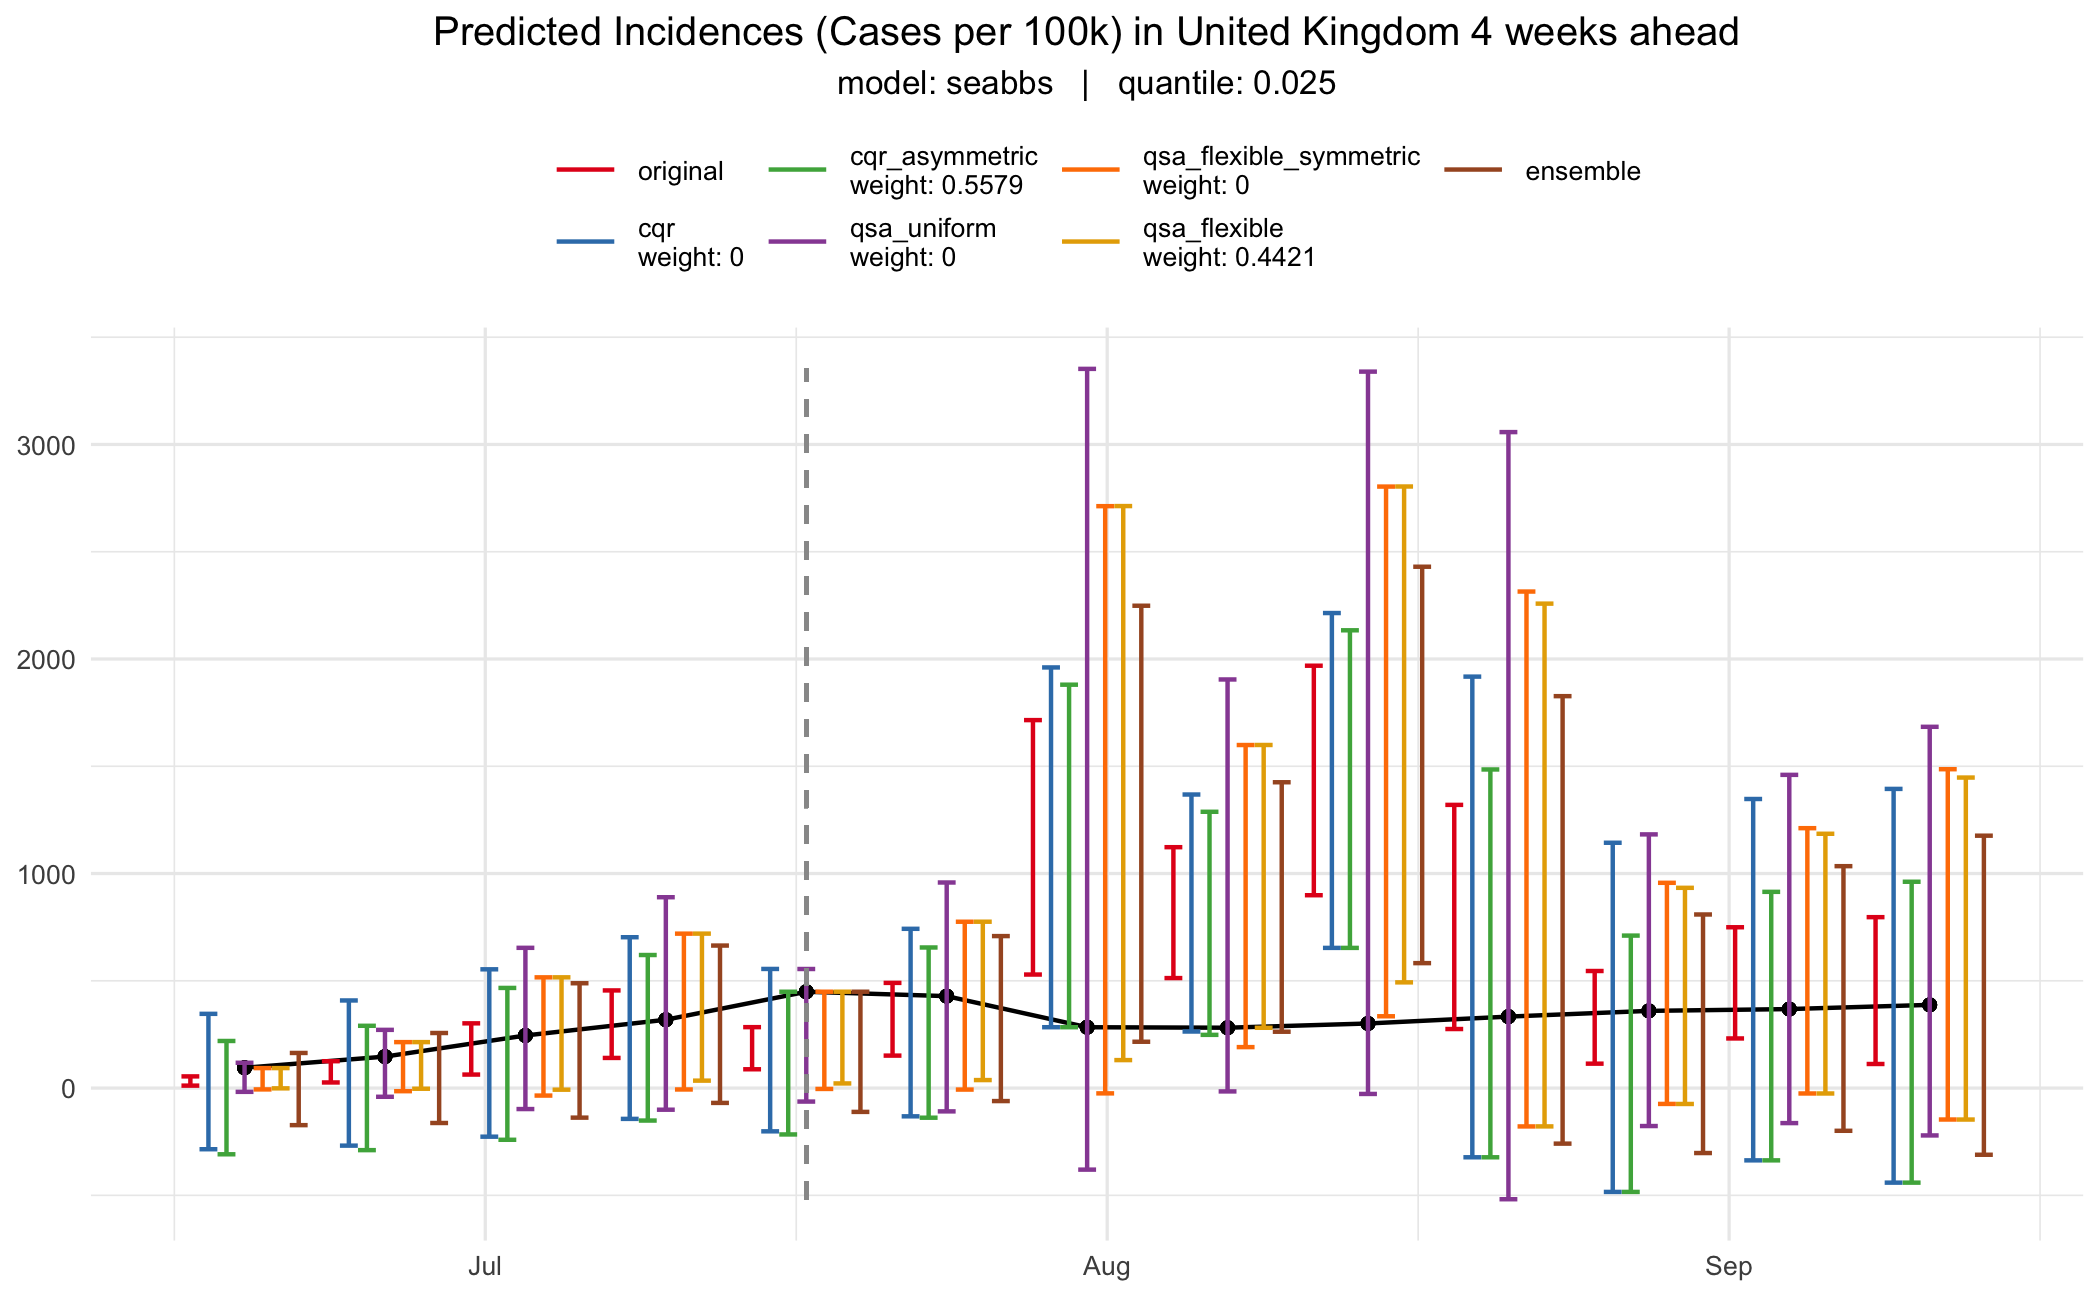 Predicted Incidences (Cases per 100k) in United Kingdom 4 weeks ahead
model: seabbs | quantile: 0.025
original
cqr_asymmetric
weight: 0.5579
qsa_flexible_symmetric
weight: 0
ensemble
cqr
weight: 0
qsa_uniform
weight: 0
qsa_flexible
weight: 0.4421
3000
2000
1000
0
Jul
Aug
Sep